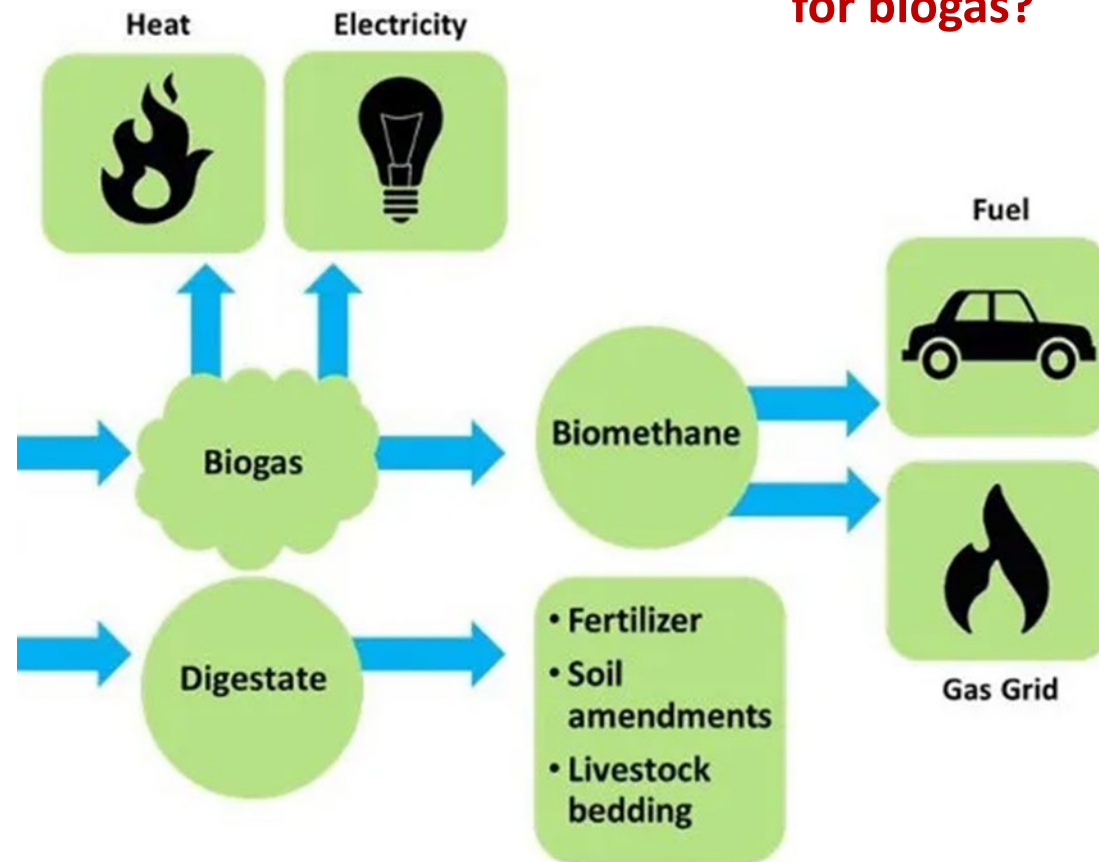 for biogas?
Heat
Electricity
Fuel
Biogas
Biomethane
Gas Grid
Digestate
• Fertilizer
• Soil
amendments
• Livestock
bedding